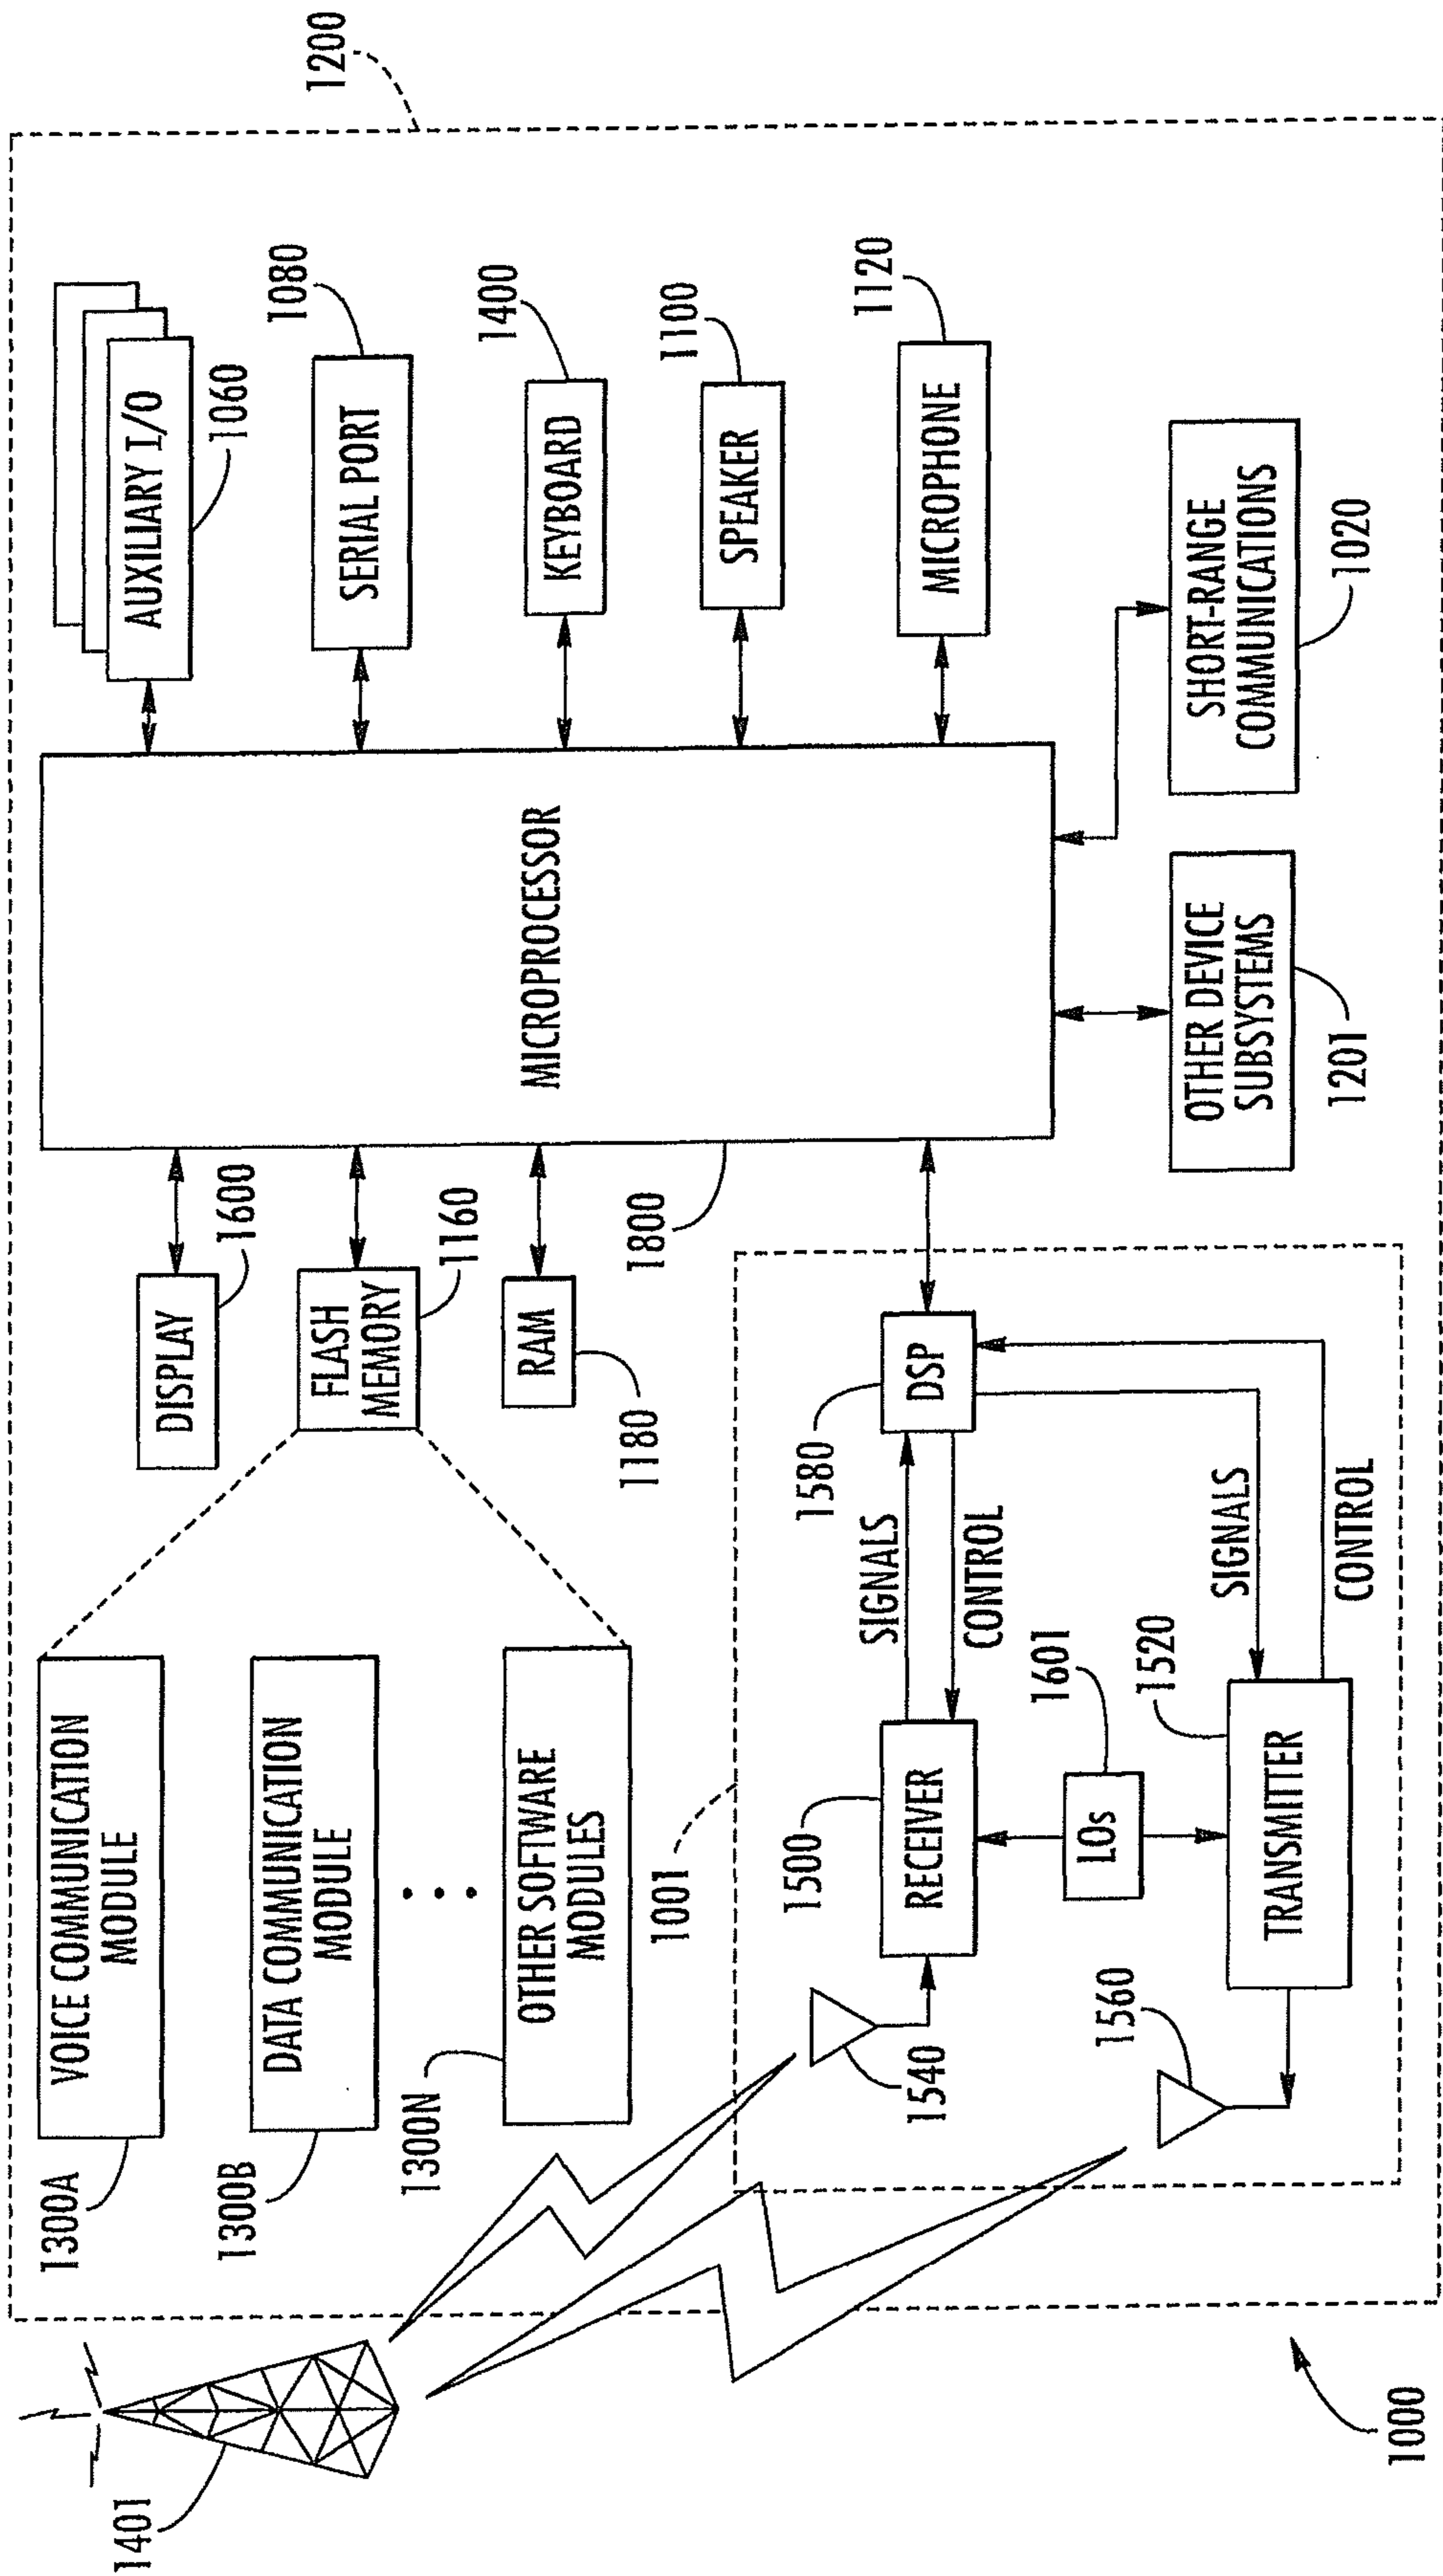 1401
1300A
VOICE COMMUNICATION
MODULE
1300B
DATA COMMUNICATION
MODULE
1300N
OTHER SOFTWARE
MODULES
DISPLAY
1600
FLASH
MEMORY
1160
RAM
1180
MICROPROCESSOR
1800
AUXILIARY I/O
1060
SERIAL PORT
1080
KEYBOARD
1400
SPEAKER
1100
MICROPHONE
1120
1200
1001
1540
1500
RECEIVER
SIGNALS
CONTROL
1580
DSP
LOs
1601
1560
TRANSMITTER
1520
SIGNALS
CONTROL
OTHER DEVICE
SUBSYSTEMS
1201
SHORT-RANGE
COMMUNICATIONS
1020
1000